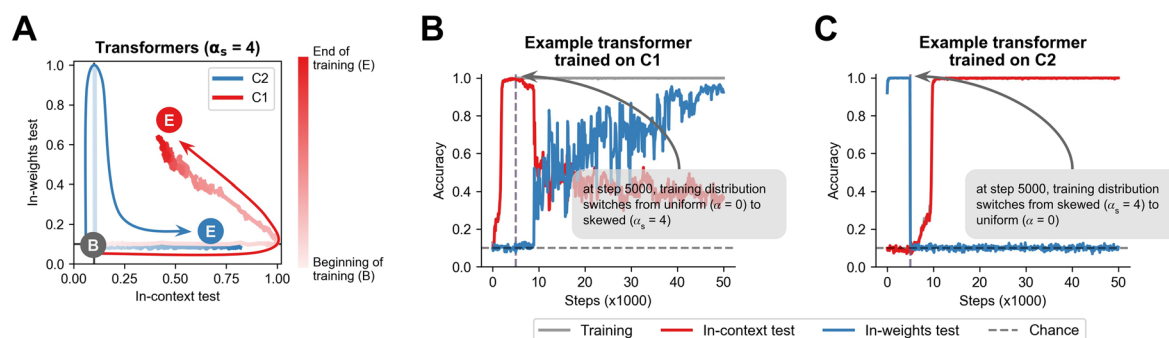 A
Transformers (αs = 4)
In-weights test
1.0
0.8
0.6
0.4
0.2
0.0
0.00
0.25
0.50
0.75
1.00
In-context test
C2
C1
E
E
B
End of
training (E)
Beginning of
training (B)
B
Example transformer
trained on C1
Accuracy
1.0
0.8
0.6
0.4
0.2
0.0
0
10
20
30
40
50
Steps (x1000)
at step 5000, training distribution
switches from uniform (α = 0) to
skewed (αs = 4)
C
Example transformer
trained on C2
Accuracy
1.0
0.8
0.6
0.4
0.2
0.0
0
10
20
30
40
50
Steps (x1000)
at step 5000, training distribution
switches from skewed (αs = 4) to
uniform (α = 0)
Training
In-context test
In-weights test
Chance